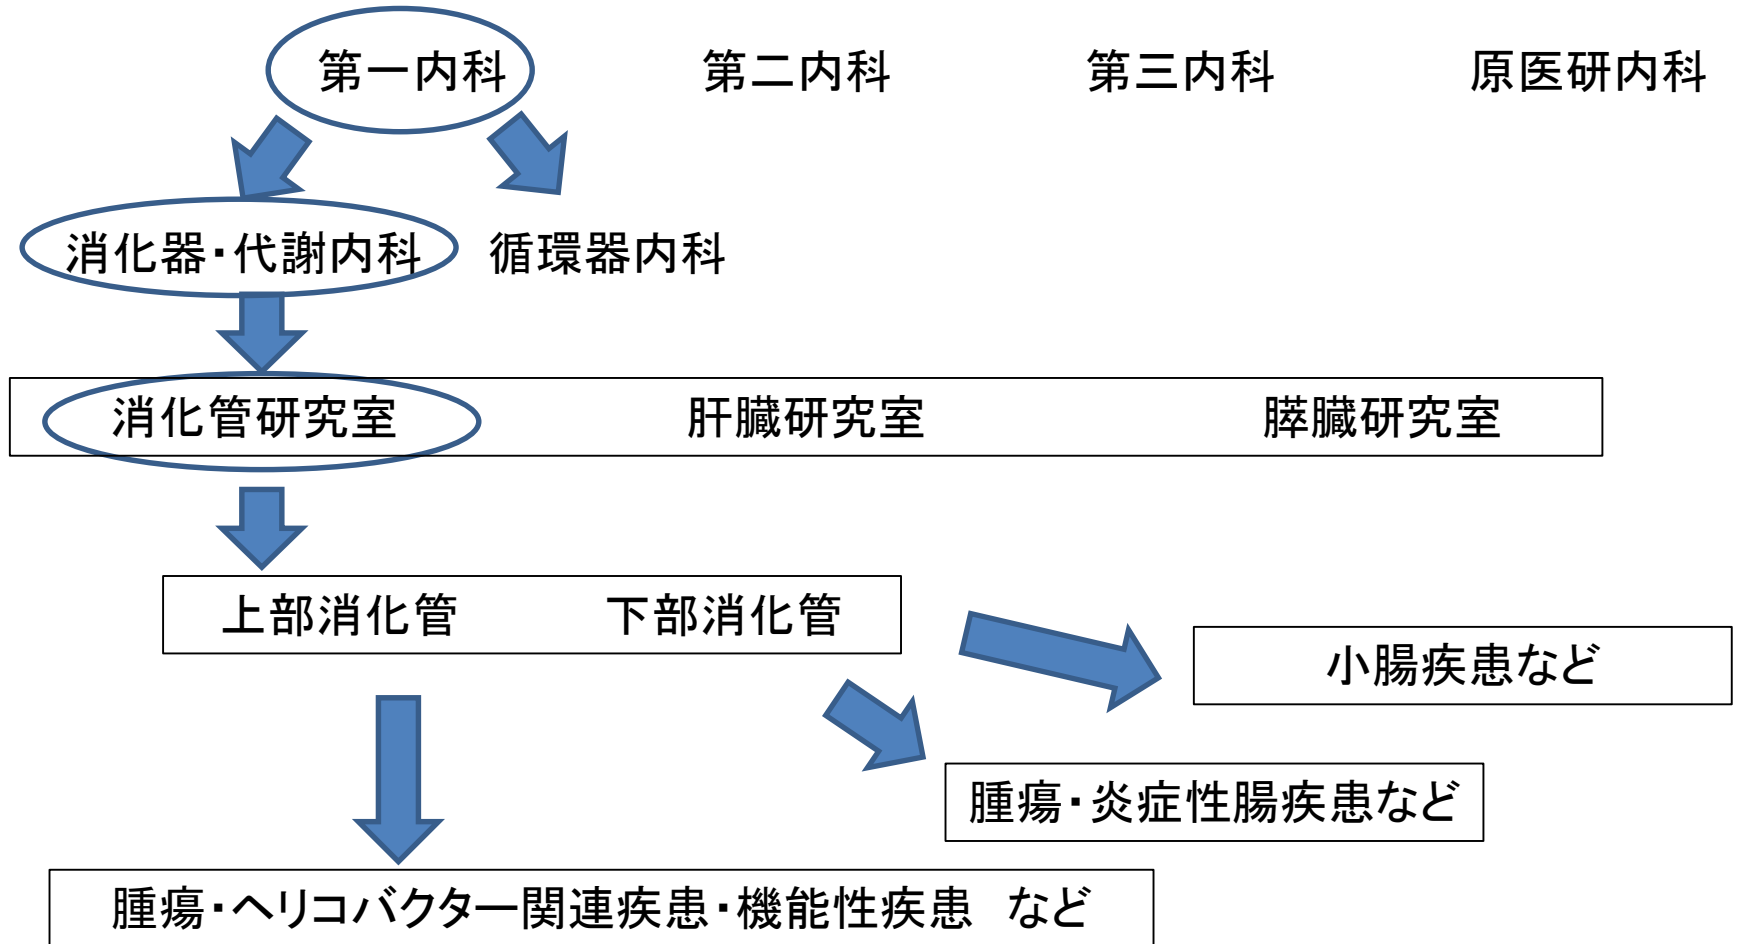 第一内科 第二内科 第三内科 原医研内科
消化器・代謝内科 循環器内科
消化管研究室 肝臓研究室 膵臓研究室
上部消化管 下部消化管
小腸疾患など
腫瘍・炎症性腸疾患など
腫瘍・ヘリコバクター関連疾患・機能性疾患　など